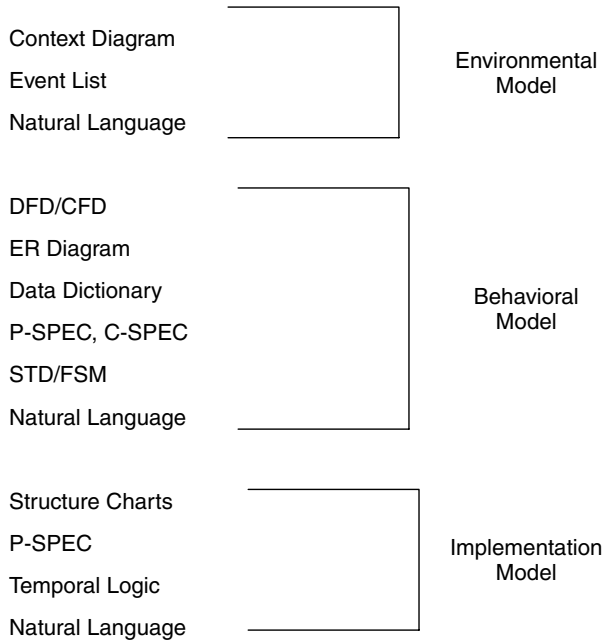 Context Diagram
Event List
Natural Language
Environmental
Model
DFD/CFD
ER Diagram
Data Dictionary
P-SPEC, C-SPEC
STD/FSM
Natural Language
Behavioral
Model
Structure Charts
P-SPEC
Temporal Logic
Natural Language
Implementation
Model